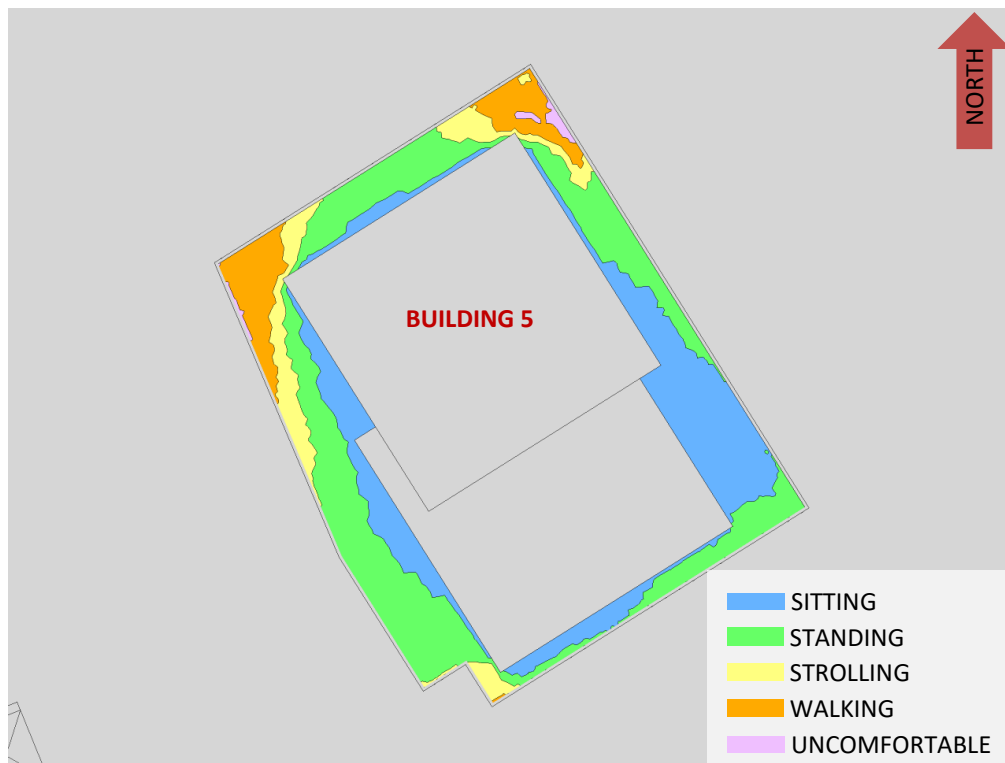 NORTH
BUILDING 5
SITTING
STANDING
STROLLING
WALKING
UNCOMFORTABLE